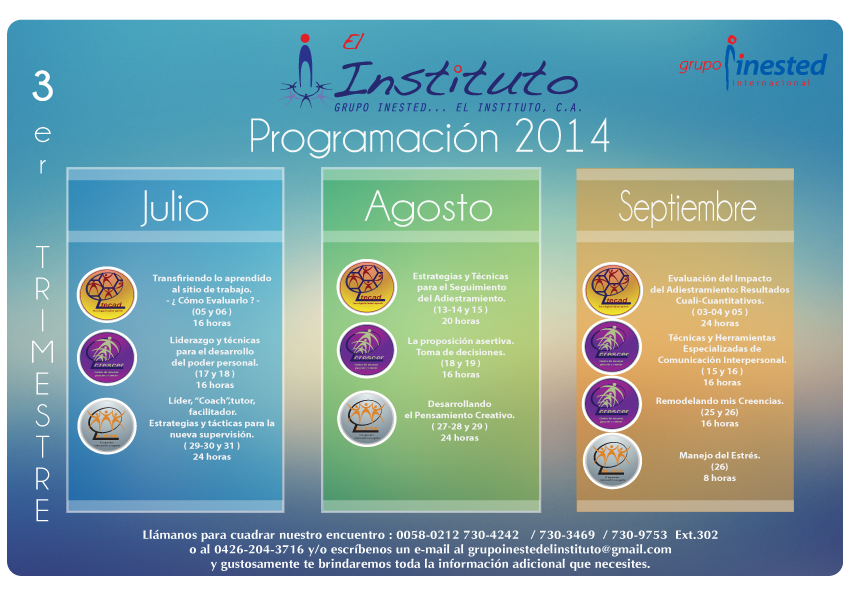 El
Instituto
GRUPO INESTED... EL INSTITUTO, C.A.
grupo inested
internacional
Programación 2014
3
er
TRIMESTRE
Julio
Transfiriendo lo aprendido
al sitio de trabajo.
- ¿ Cómo Evaluarlo ? -
(05 y 06 )
16 horas
Liderazgo y técnicas
para el desarrollo
del poder personal.
(17 y 18 )
16 horas
Líder, “Coach”,tutor,
facilitador.
Estrategias y tácticas para la
nueva supervisión.
( 29-30 y 31 )
24 horas
Agosto
Estrategias y Técnicas
para el Seguimiento
del Adiestramiento.
(13-14 y 15 )
20 horas
La proposición asertiva.
Toma de decisiones.
(18 y 19 )
16 horas
Desarrollando
el Pensamiento Creativo.
( 27-28 y 29 )
24 horas
Septiembre
Evaluación del Impacto
del Adiestramiento: Resultados
Cuali-Cuantitativos.
( 03-04 y 05 )
24 horas
Técnicas y Herramientas
Especializadas de
Comunicación Interpersonal.
( 15 y 16 )
16 horas
Remodelando mis Creencias.
(25 y 26)
16 horas
Manejo del Estrés.
(26)
8 horas
Llámanos para cuadrar nuestro encuentro : 0058-0212 730-4242 / 730-3469 / 730-9753 Ext.302
o al 0426-204-3716 y/o escríbenos un e-mail al grupoinestedelinstituto@gmail.com
y gustosamente te brindaremos toda la información adicional que necesites.